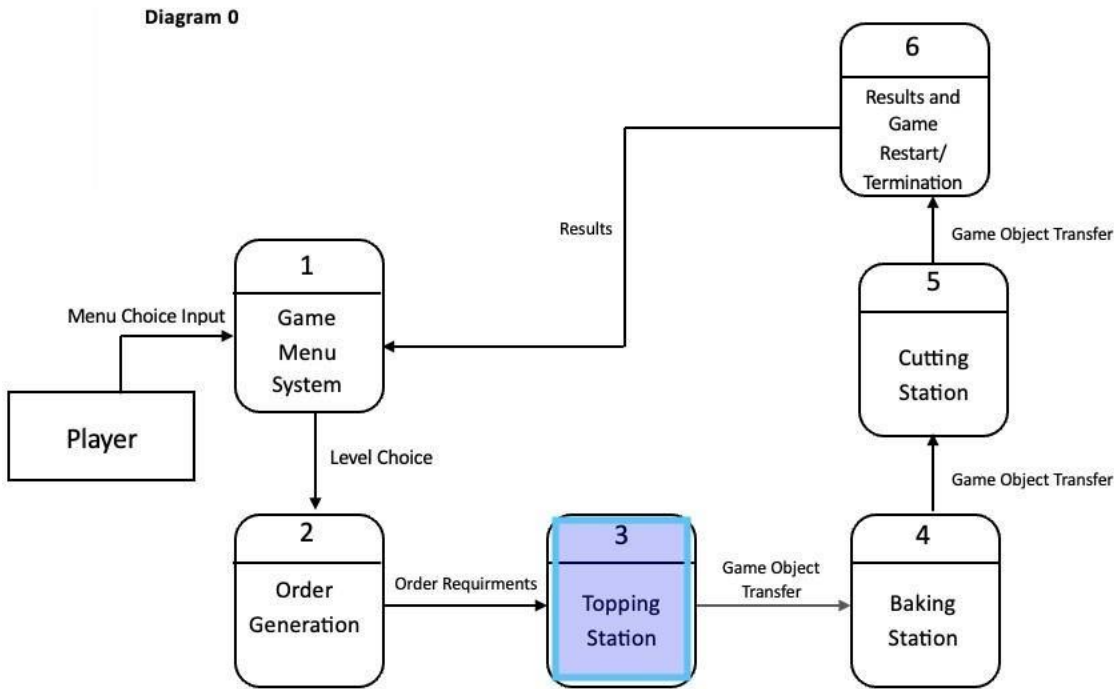 Diagram 0
6
Results and
Game
Restart/
Termination
Results
Game Object Transfer
1
Game
Menu
System
Menu Choice Input
5
Cutting
Station
Player
Level Choice
Game Object Transfer
2
Order
Generation
Order Requirments
3
Topping
Station
Game Object
Transfer
4
Baking
Station